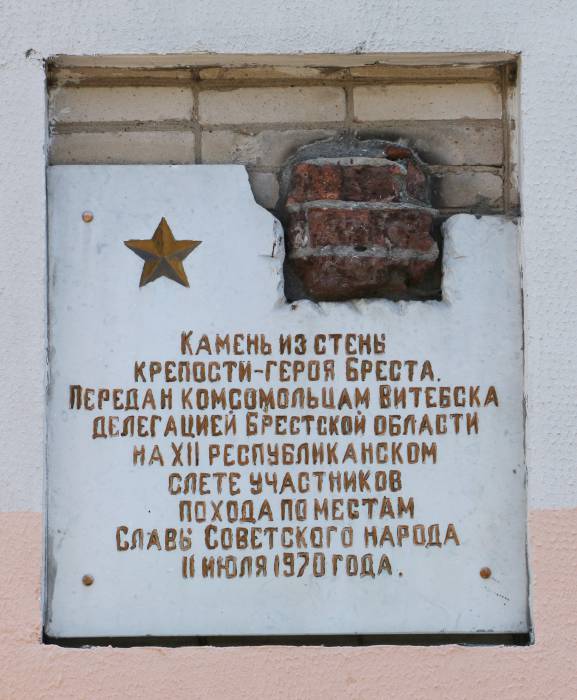 Камень из стены
крепости-героя Бреста.
Передан комсомольцам Витебска
делегацией Брестской области
на XII республиканском
слете участников
похода по местам
славы Советского народа
11 июля 1970 года.